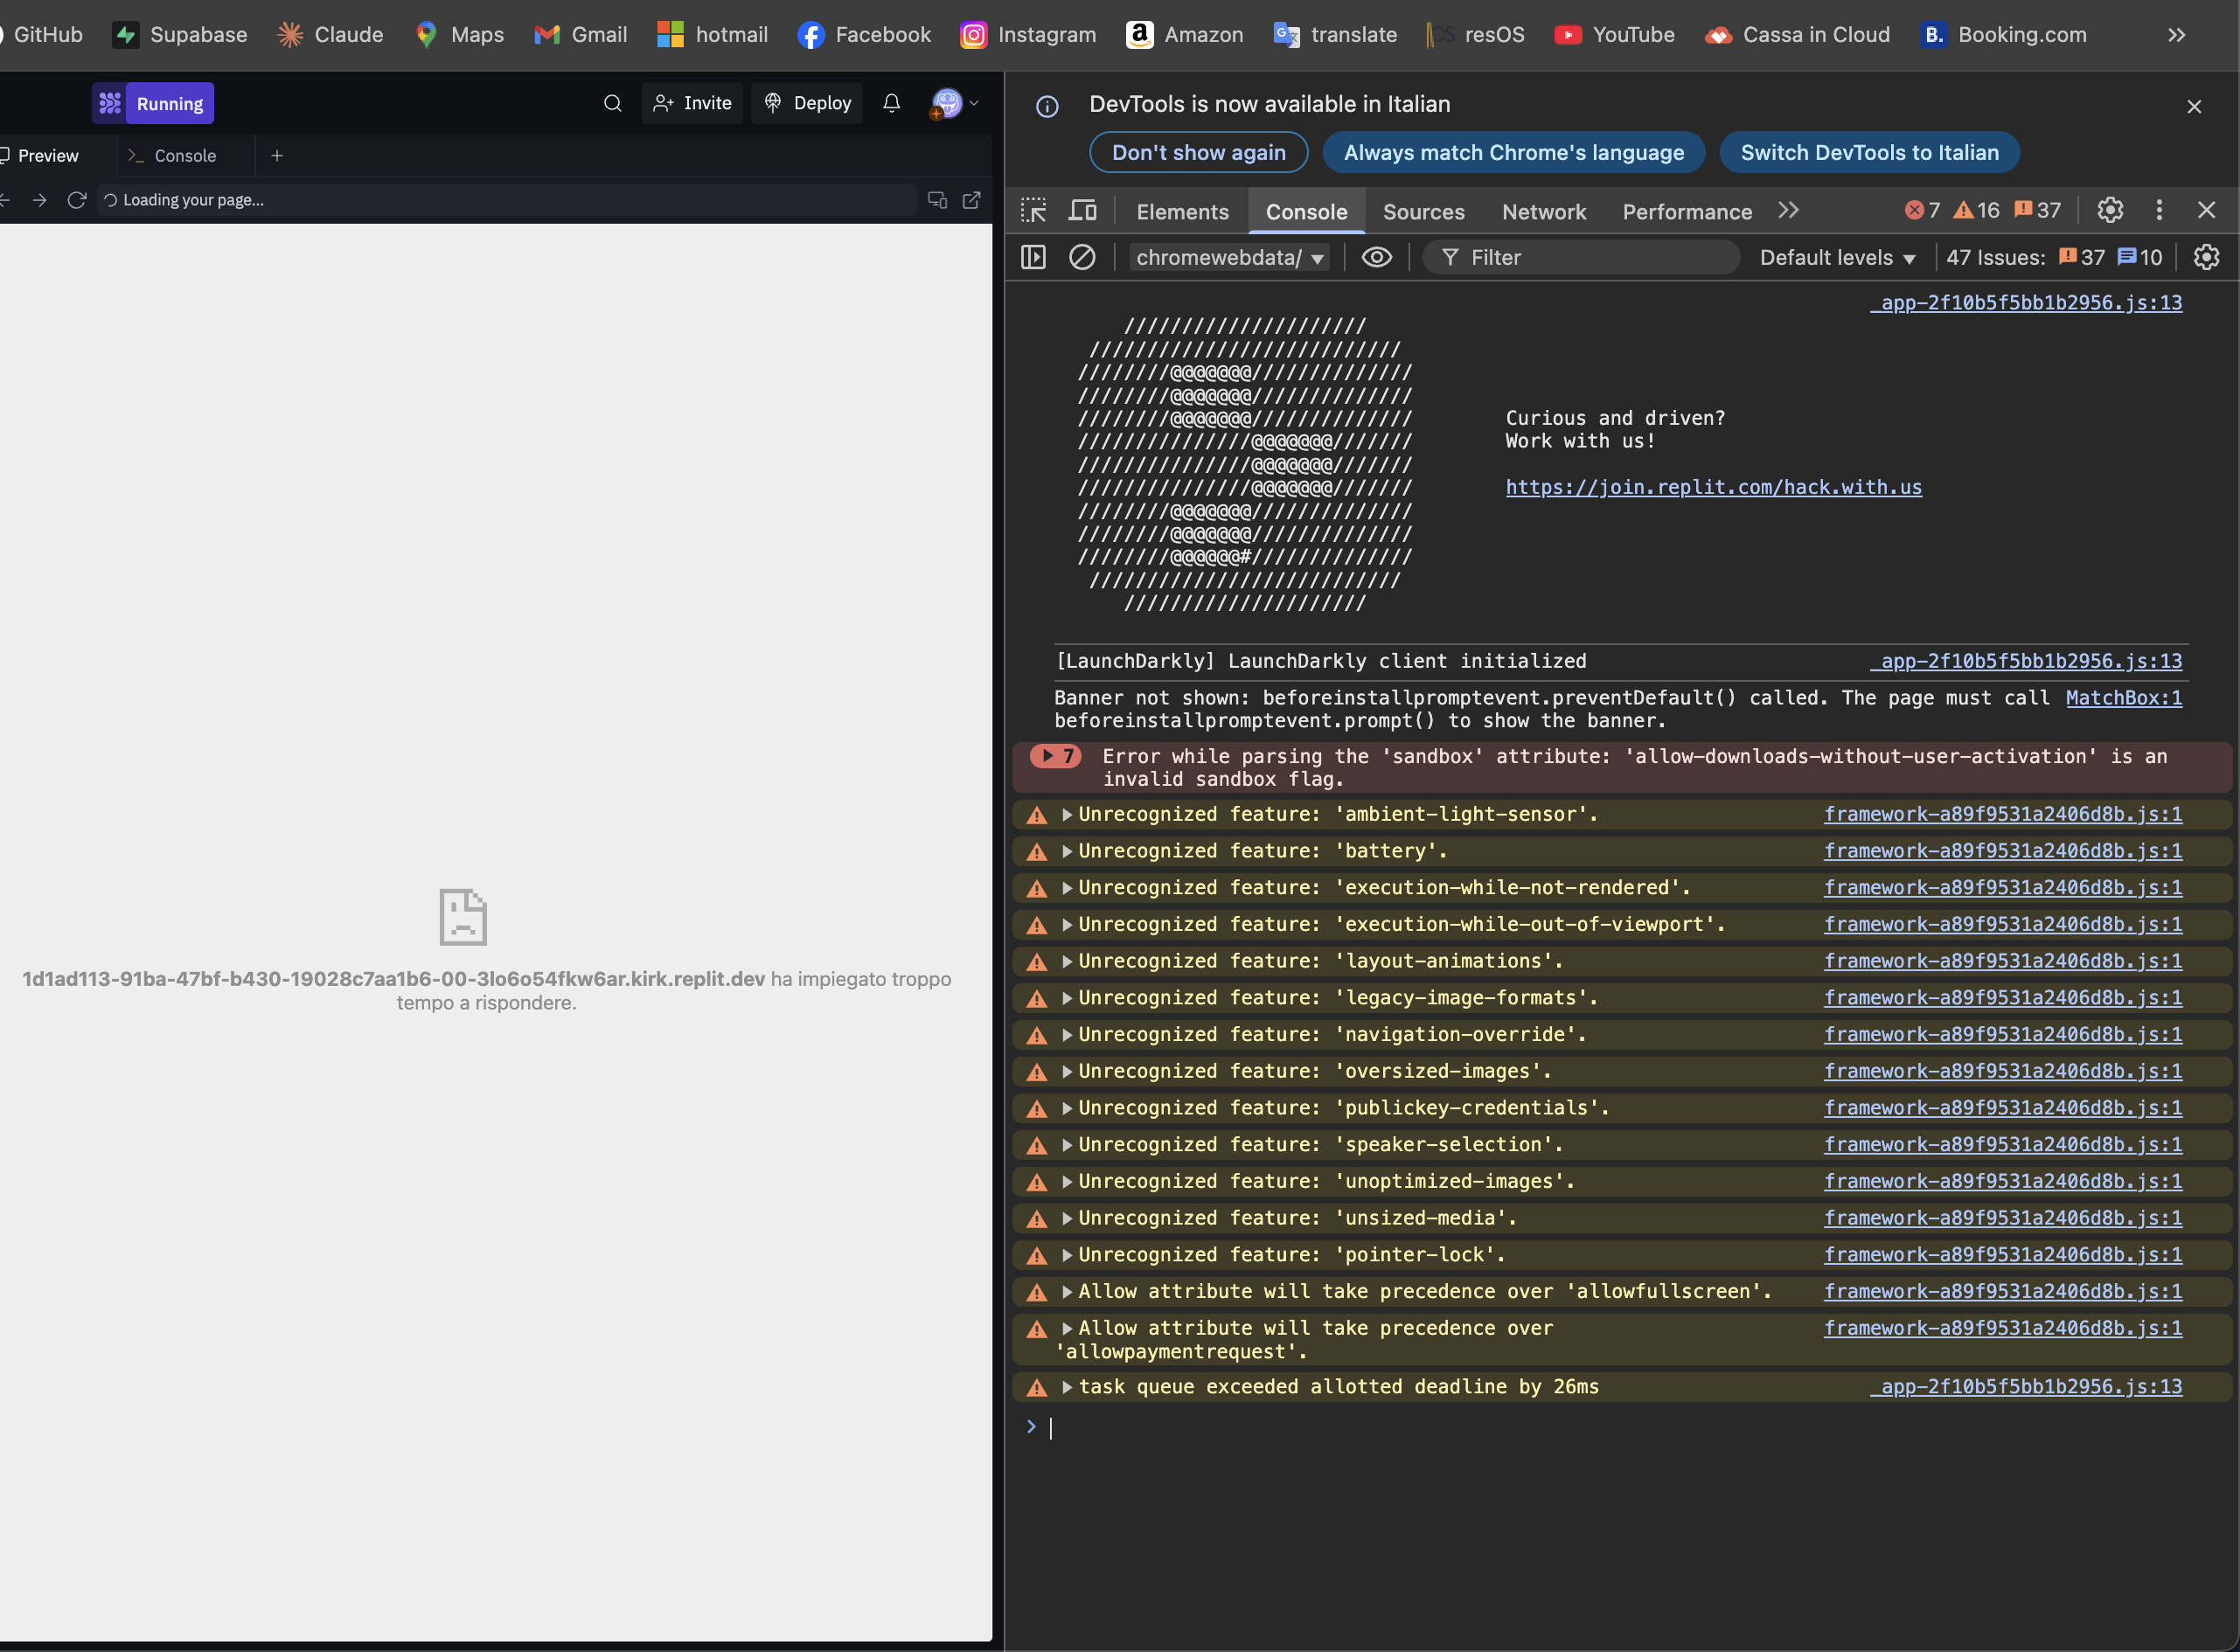 GitHub Supabase Claude Maps Gmail hotmail Facebook Instagram Amazon translate resOS YouTube Cassa in Cloud B. Booking.com »
Running Invite Deploy
Preview >_ Console +
Loading your page...
1d1ad113-91ba-47bf-b430-19028c7aa1b6-00-3lo6o54fkw6ar.kirk.replit.dev ha impiegato troppo
tempo a rispondere.
DevTools is now available in Italian
Don't show again Always match Chrome's language Switch DevTools to Italian
Elements Console Sources Network Performance » 7 16 37
chromewebdata/ Filter Default levels 47 Issues: 37 10
_app-2f10b5f5bb1b2956.js:13
/////////////////////
///////////////////////////
////////@@@@@@@//////////////
////////@@@@@@@//////////////
////////@@@@@@@//////////////
///////////////@@@@@@@///////
///////////////@@@@@@@///////
///////////////@@@@@@@///////
////////@@@@@@@//////////////
////////@@@@@@@//////////////
////////@@@@@@#//////////////
///////////////////////////
/////////////////////
Curious and driven?
Work with us!
https://join.replit.com/hack.with.us
[LaunchDarkly] LaunchDarkly client initialized _app-2f10b5f5bb1b2956.js:13
Banner not shown: beforeinstallpromptevent.preventDefault() called. The page must call MatchBox:1
beforeinstallpromptevent.prompt() to show the banner.
7 Error while parsing the 'sandbox' attribute: 'allow-downloads-without-user-activation' is an
invalid sandbox flag.
Unrecognized feature: 'ambient-light-sensor'. framework-a89f9531a2406d8b.js:1
Unrecognized feature: 'battery'. framework-a89f9531a2406d8b.js:1
Unrecognized feature: 'execution-while-not-rendered'. framework-a89f9531a2406d8b.js:1
Unrecognized feature: 'execution-while-out-of-viewport'. framework-a89f9531a2406d8b.js:1
Unrecognized feature: 'layout-animations'. framework-a89f9531a2406d8b.js:1
Unrecognized feature: 'legacy-image-formats'. framework-a89f9531a2406d8b.js:1
Unrecognized feature: 'navigation-override'. framework-a89f9531a2406d8b.js:1
Unrecognized feature: 'oversized-images'. framework-a89f9531a2406d8b.js:1
Unrecognized feature: 'publickey-credentials'. framework-a89f9531a2406d8b.js:1
Unrecognized feature: 'speaker-selection'. framework-a89f9531a2406d8b.js:1
Unrecognized feature: 'unoptimized-images'. framework-a89f9531a2406d8b.js:1
Unrecognized feature: 'unsized-media'. framework-a89f9531a2406d8b.js:1
Unrecognized feature: 'pointer-lock'. framework-a89f9531a2406d8b.js:1
Allow attribute will take precedence over 'allowfullscreen'. framework-a89f9531a2406d8b.js:1
Allow attribute will take precedence over framework-a89f9531a2406d8b.js:1
'allowpaymentrequest'.
task queue exceeded allotted deadline by 26ms _app-2f10b5f5bb1b2956.js:13
>